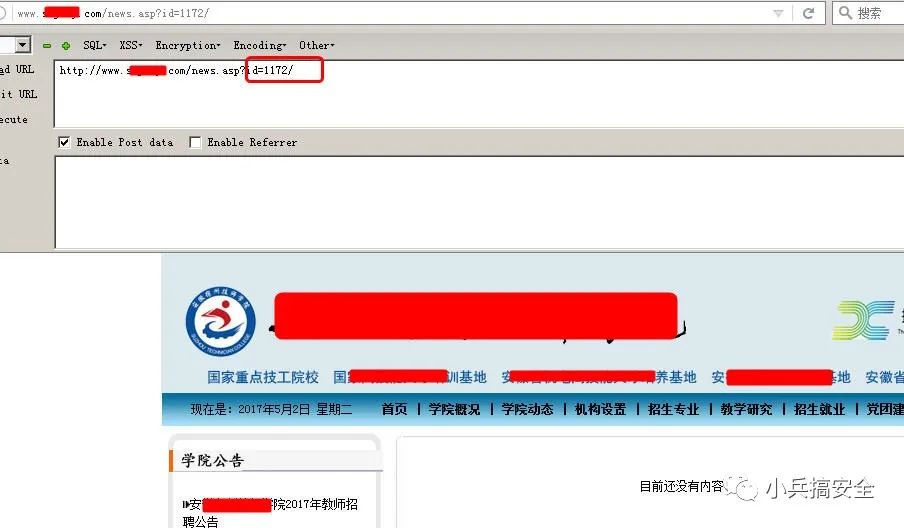 www. .com/news.asp?id=1172/
搜索
SQL▾ XSS▾ Encryption▾ Encoding▾ Other▾
ad URL
http://www.s .com/news.asp?id=1172/
it URL
ecute
Enable Post data Enable Referrer
ta
国家重点技工院校 国 训基地 安 养基地 安 基地 安徽省
现在是：2017年5月2日 星期二 首页 | 学院概况 | 学院动态 | 机构设置 | 招生专业 | 教学研究 | 招生就业 | 党团建
学院公告
目前还没有内容
小兵搞安全
安 学院2017年教师招
聘公告